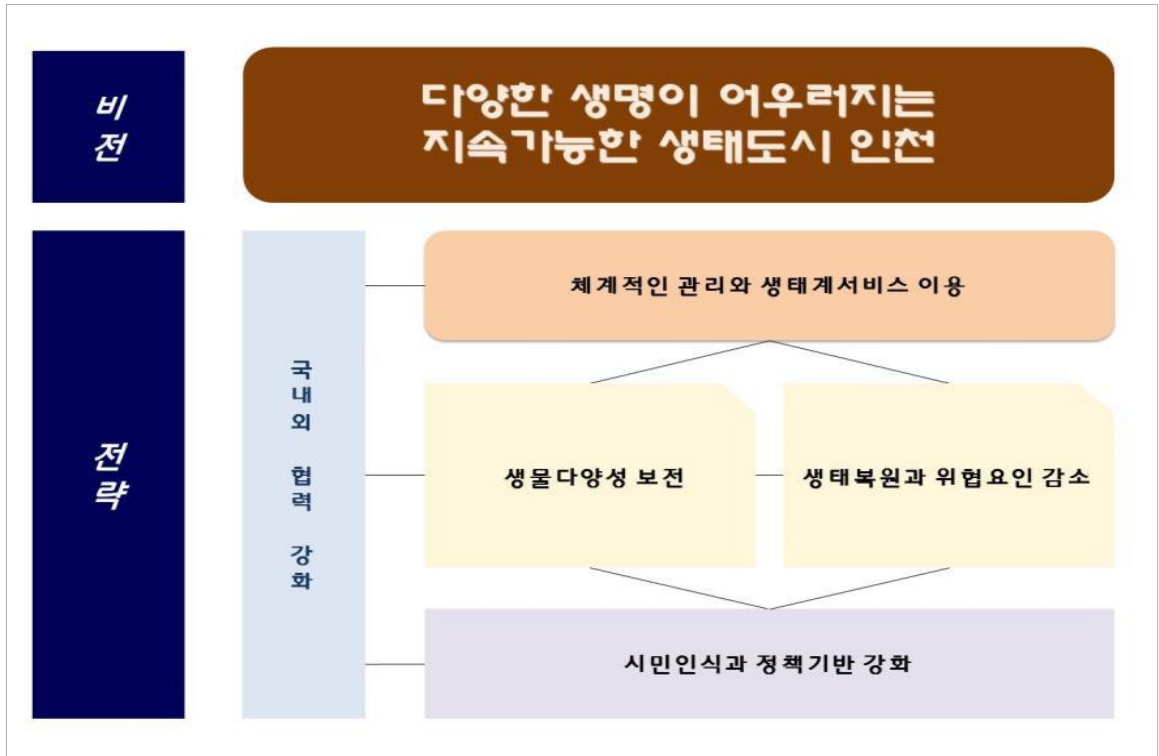 비전
다양한 생명이 어우러지는
지속가능한 생태도시 인천
전략
국내외 협력 강화
체계적인 관리와 생태계서비스 이용
생물다양성 보전
생태복원과 위협요인 감소
시민인식과 정책기반 강화